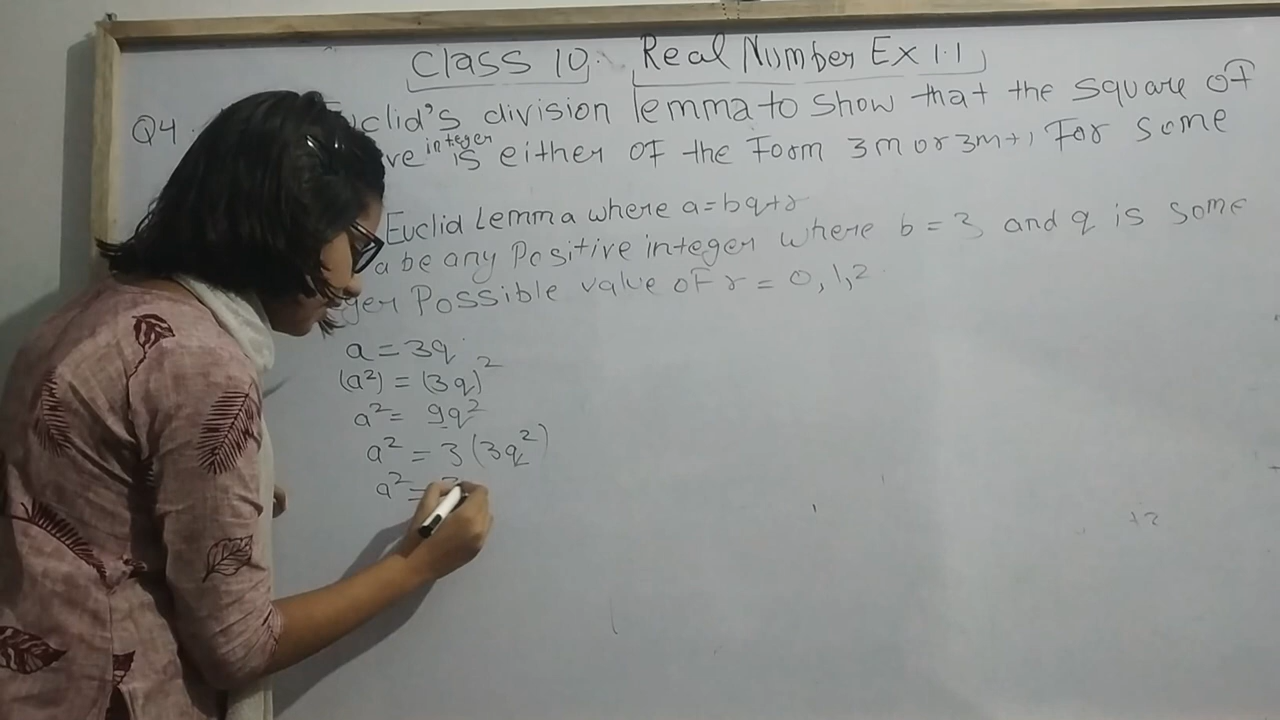 Class 10. Real Number Ex 1.1
Q4. clid's division lemma to show that the square of
ve integer is either of the form 3m or 3m+1 for some
Euclid Lemma where a=bq+r
a be any Positive integer where b = 3 and q is some
ger Possible value of r = 0, 1, 2
a = 3q
(a²) = (3q)²
a² = 9q²
a² = 3(3q²)
a² =
+2